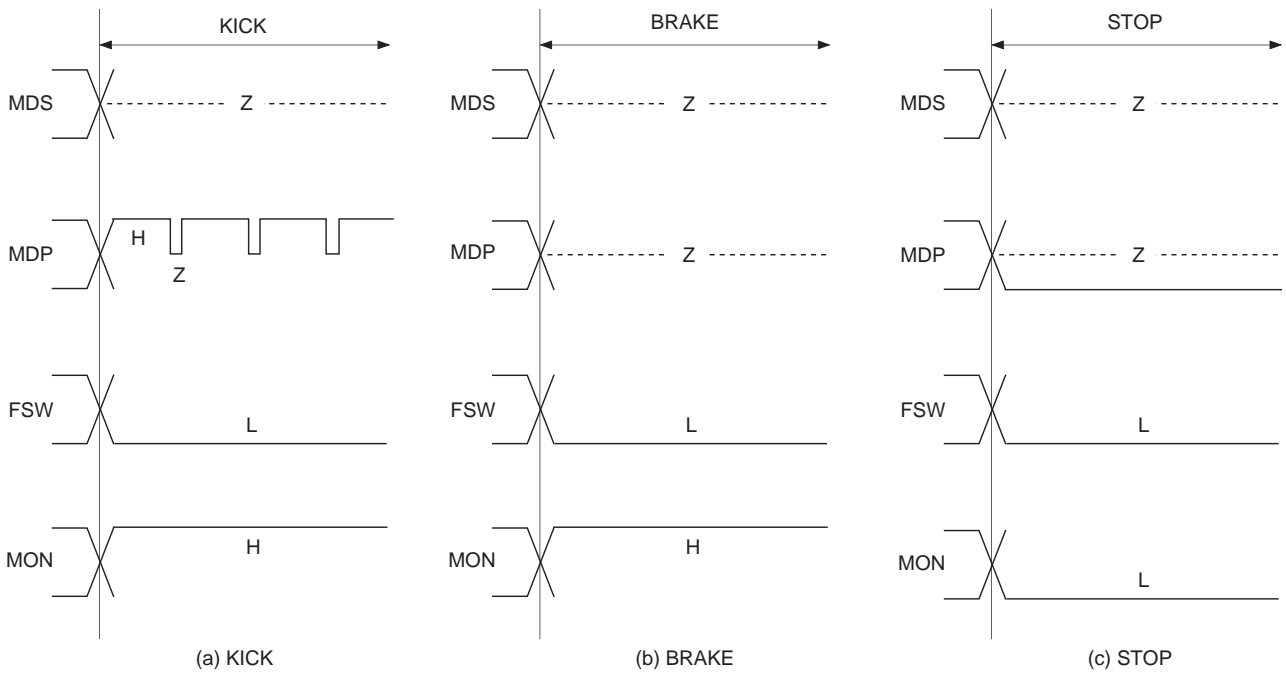 KICK
MDS
Z
MDP
H
Z
FSW
L
MON
H
(a) KICK
BRAKE
MDS
Z
MDP
Z
FSW
L
MON
H
(b) BRAKE
STOP
MDS
Z
MDP
Z
FSW
L
MON
L
(c) STOP